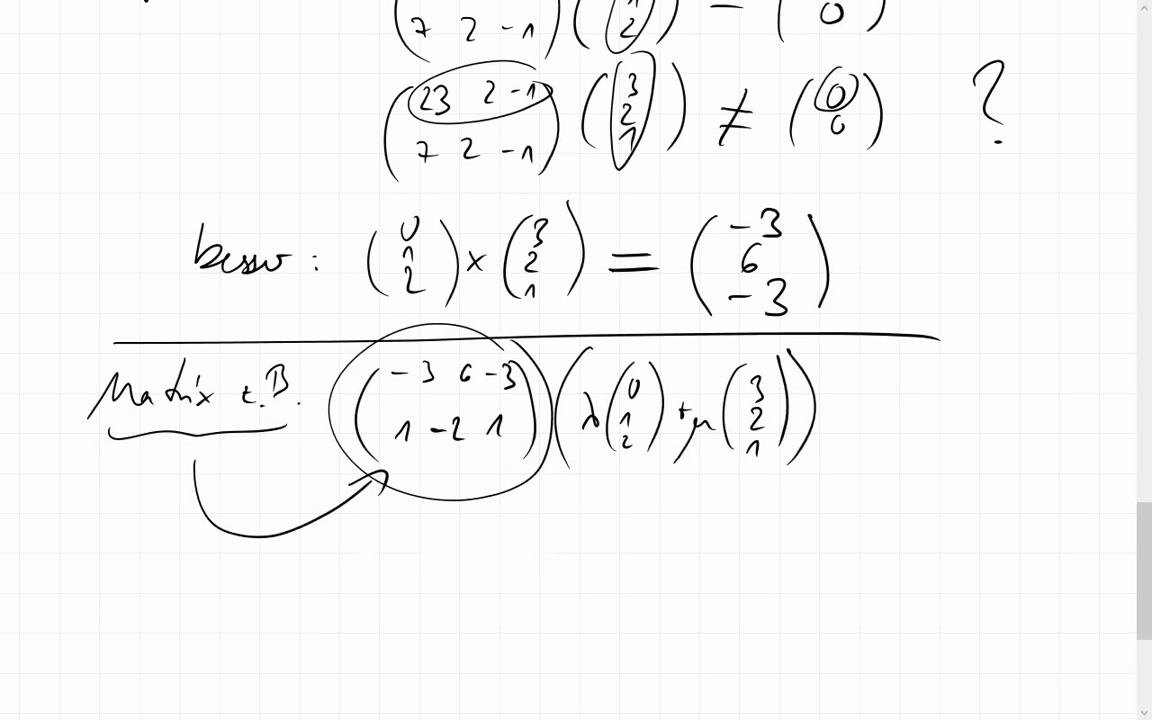 (7 2 -1) (1 2) = (0)
(23 2 -1
7 2 -1) (3 2 1) ≠ (0 0) ?
besser : (0 1 2) × (3 2 1) = (-3 6 -3)
Matrix z.B. (-3 6 -3
1 -2 1) (λ (0 1 2) + μ (3 2 1))